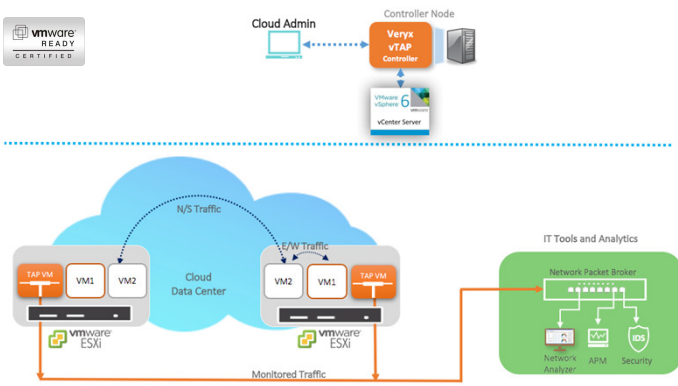 vmware®
READY
CERTIFIED
Cloud Admin
Controller Node
Veryx
vTAP
Controller
VMware
vSphere 6
vmware
vCenter Server
N/S Traffic
E/W Traffic
TAP VM
VM1
VM2
Cloud
Data Center
VM2
VM1
TAP VM
vmware®
ESXi
vmware®
ESXi
Monitored Traffic
IT Tools and Analytics
Network Packet Broker
IDS
Network
Analyzer
APM
Security